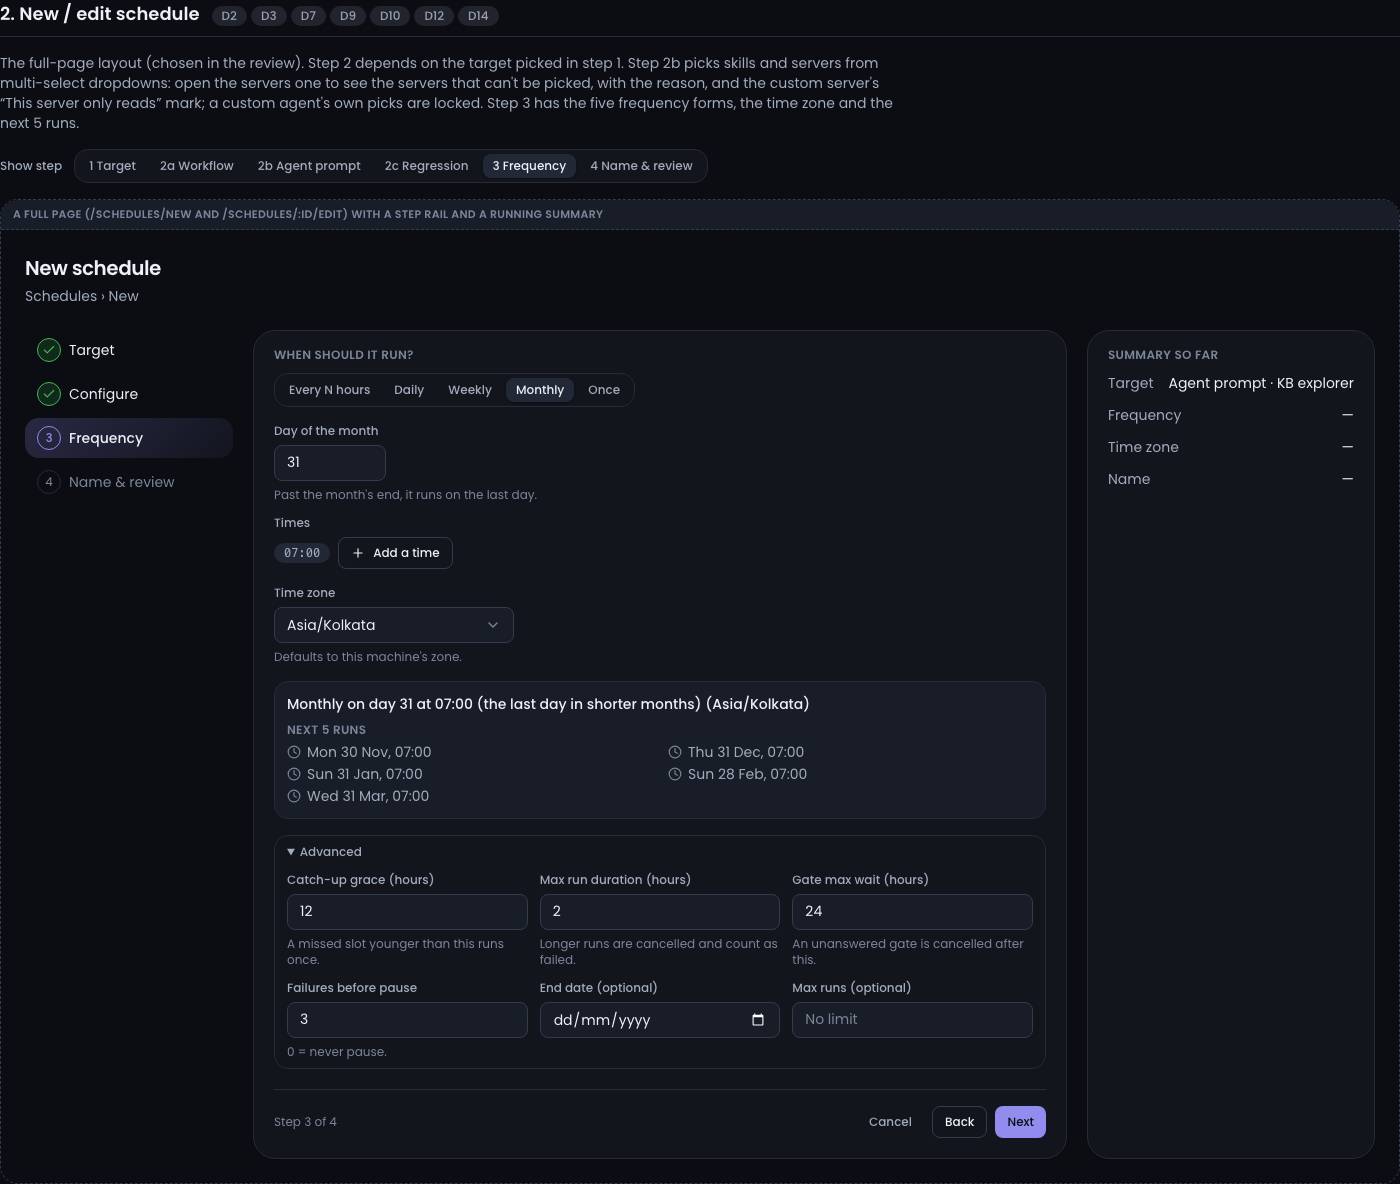 2. New / edit schedule D2 D3 D7 D9 D10 D12 D14
The full-page layout (chosen in the review). Step 2 depends on the target picked in step 1. Step 2b picks skills and servers from
multi-select dropdowns: open the servers one to see the servers that can't be picked, with the reason, and the custom server's
“This server only reads” mark; a custom agent's own picks are locked. Step 3 has the five frequency forms, the time zone and the
next 5 runs.
Show step 1 Target 2a Workflow 2b Agent prompt 2c Regression 3 Frequency 4 Name & review
A FULL PAGE (/SCHEDULES/NEW AND /SCHEDULES/:ID/EDIT) WITH A STEP RAIL AND A RUNNING SUMMARY
New schedule
Schedules › New
Target
Configure
3 Frequency
4 Name & review
WHEN SHOULD IT RUN?
Every N hours Daily Weekly Monthly Once
Day of the month
31
Past the month's end, it runs on the last day.
Times
07:00 + Add a time
Time zone
Asia/Kolkata
Defaults to this machine's zone.
Monthly on day 31 at 07:00 (the last day in shorter months) (Asia/Kolkata)
NEXT 5 RUNS
Mon 30 Nov, 07:00 Thu 31 Dec, 07:00
Sun 31 Jan, 07:00 Sun 28 Feb, 07:00
Wed 31 Mar, 07:00
▼ Advanced
Catch-up grace (hours) Max run duration (hours) Gate max wait (hours)
12 2 24
A missed slot younger than this runs
once.
Longer runs are cancelled and count as
failed.
An unanswered gate is cancelled after
this.
Failures before pause End date (optional) Max runs (optional)
3 dd/mm/yyyy No limit
0 = never pause.
Step 3 of 4 Cancel Back Next
SUMMARY SO FAR
Target Agent prompt · KB explorer
Frequency —
Time zone —
Name —